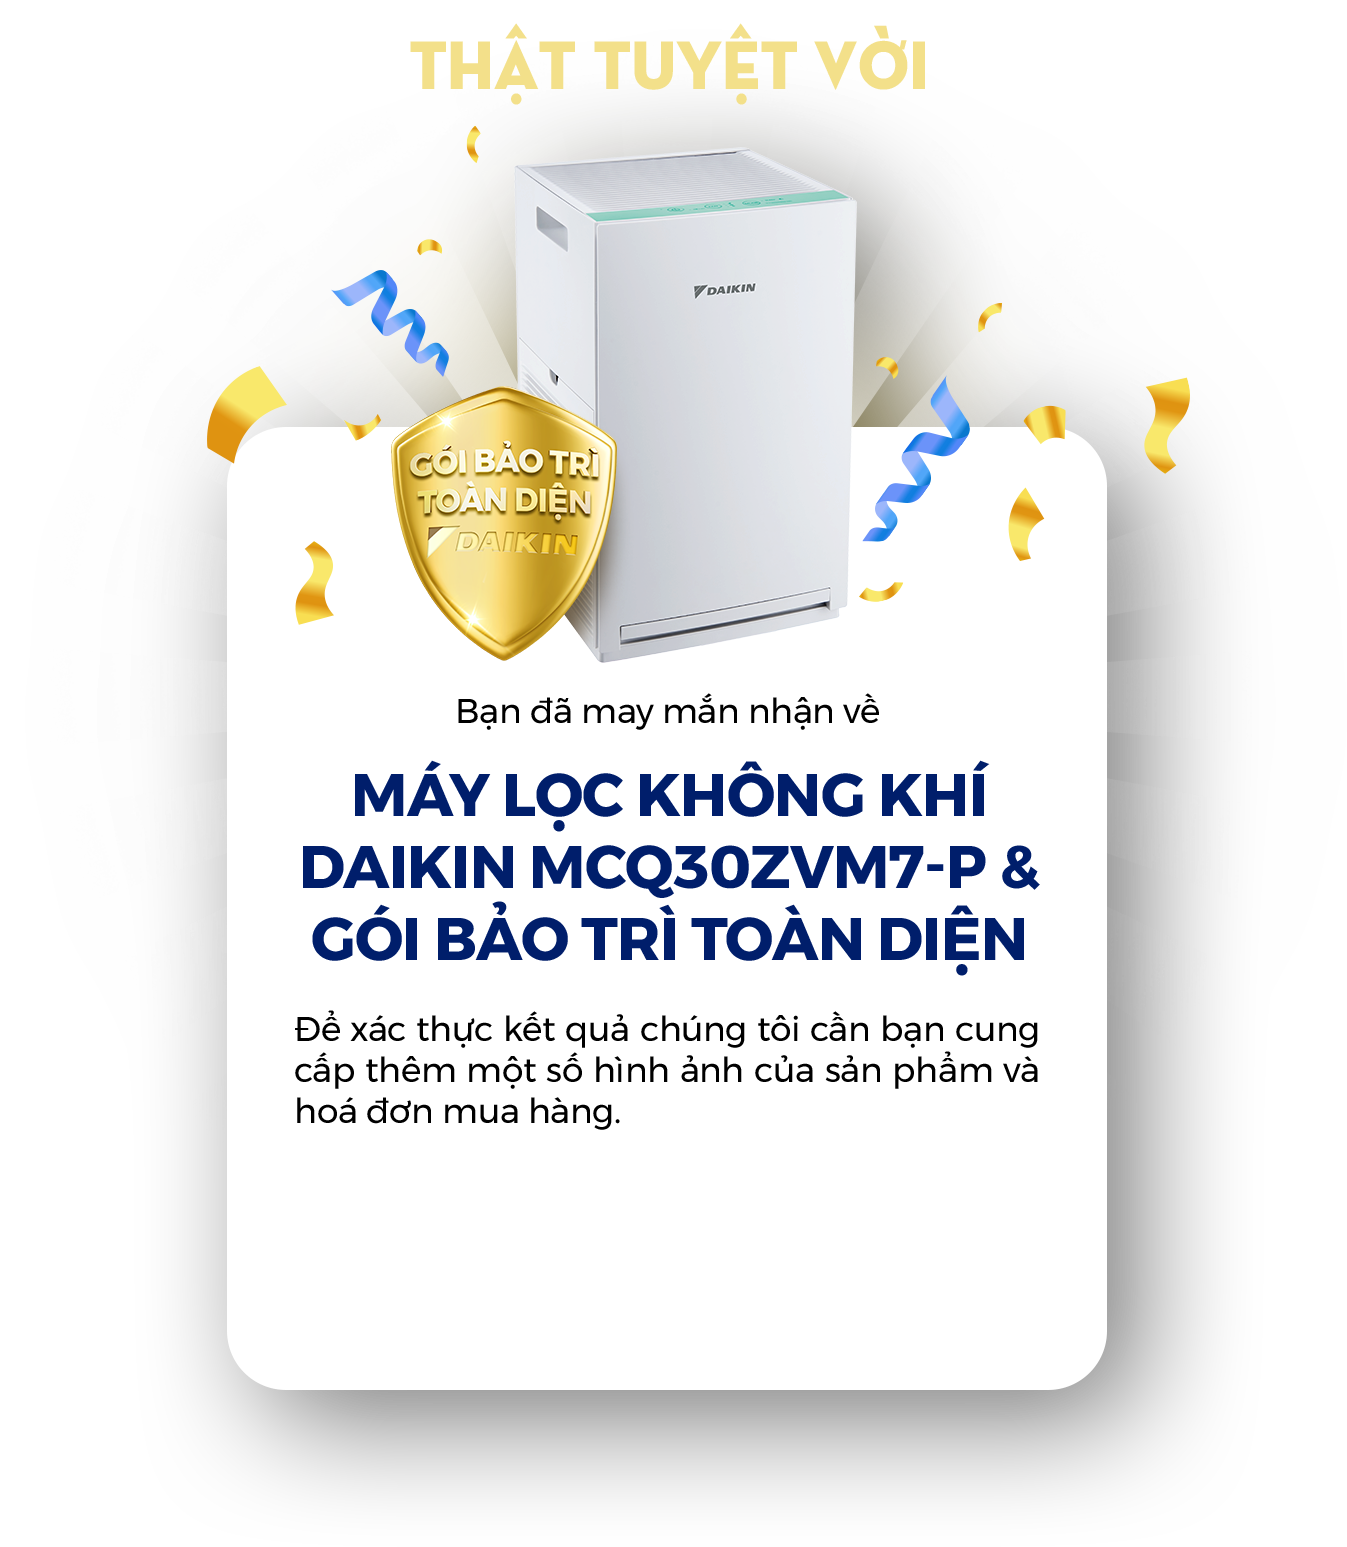 THẬT TUYỆT VỜI
DAIKIN
GÓI BẢO TRÌ
TOÀN DIỆN
DAIKIN
Bạn đã may mắn nhận về
MÁY LỌC KHÔNG KHÍ
DAIKIN MCQ30ZVM7-P &
GÓI BẢO TRÌ TOÀN DIỆN
Để xác thực kết quả chúng tôi cần bạn cung
cấp thêm một số hình ảnh của sản phẩm và
hoá đơn mua hàng.